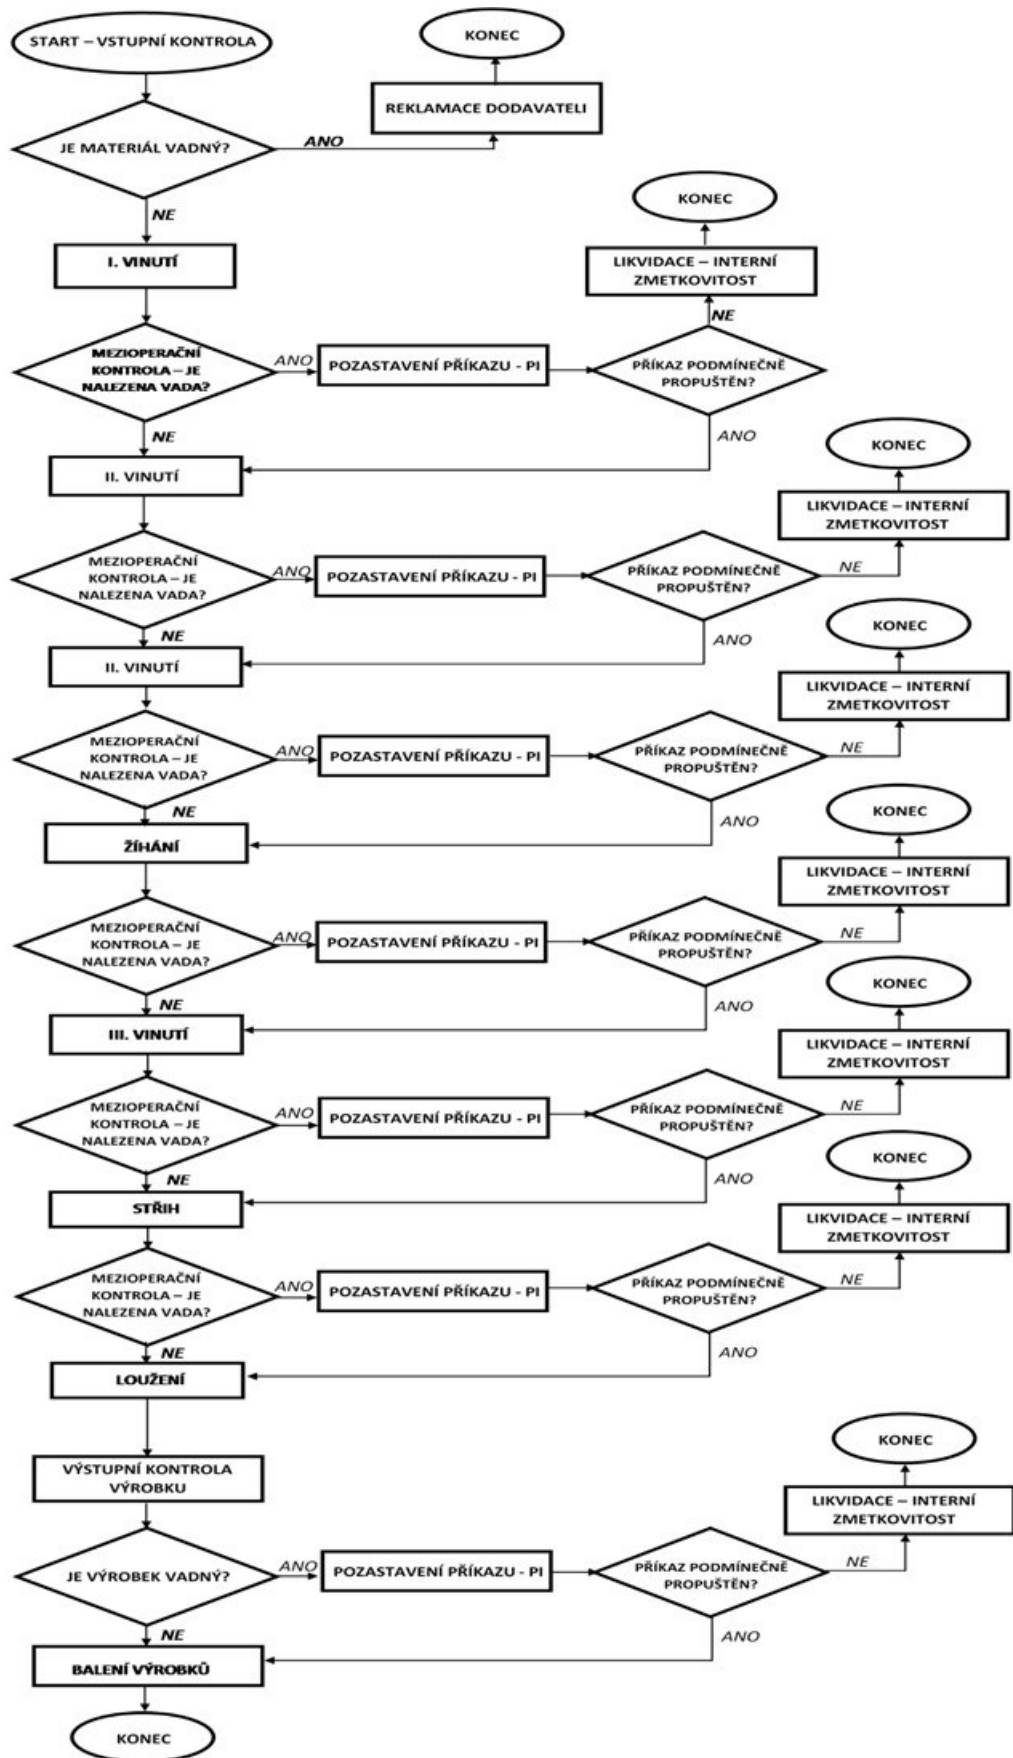 START – VSTUPNÍ KONTROLA
KONEC
REKLAMACE DODAVATELI
JE MATERIÁL VADNÝ?
ANO
NE
KONEC
I. VINUTÍ
LIKVIDACE – INTERNÍ
ZMETKOVITOST
NE
MEZIOPERAČNÍ
KONTROLA – JE
NALEZENA VADA?
ANO
POZASTAVENÍ PŘÍKAZU - PI
PŘÍKAZ PODMÍNEČNĚ
PROPUŠTĚN?
NE
ANO
KONEC
II. VINUTÍ
LIKVIDACE – INTERNÍ
ZMETKOVITOST
MEZIOPERAČNÍ
KONTROLA – JE
NALEZENA VADA?
ANO
POZASTAVENÍ PŘÍKAZU - PI
PŘÍKAZ PODMÍNEČNĚ
PROPUŠTĚN?
NE
NE
ANO
KONEC
II. VINUTÍ
LIKVIDACE – INTERNÍ
ZMETKOVITOST
MEZIOPERAČNÍ
KONTROLA – JE
NALEZENA VADA?
ANO
POZASTAVENÍ PŘÍKAZU - PI
PŘÍKAZ PODMÍNEČNĚ
PROPUŠTĚN?
NE
NE
ANO
KONEC
ŽÍHÁNÍ
LIKVIDACE – INTERNÍ
ZMETKOVITOST
MEZIOPERAČNÍ
KONTROLA – JE
NALEZENA VADA?
ANO
POZASTAVENÍ PŘÍKAZU - PI
PŘÍKAZ PODMÍNEČNĚ
PROPUŠTĚN?
NE
NE
ANO
KONEC
III. VINUTÍ
LIKVIDACE – INTERNÍ
ZMETKOVITOST
MEZIOPERAČNÍ
KONTROLA – JE
NALEZENA VADA?
ANO
POZASTAVENÍ PŘÍKAZU - PI
PŘÍKAZ PODMÍNEČNĚ
PROPUŠTĚN?
NE
NE
ANO
KONEC
STŘIH
LIKVIDACE – INTERNÍ
ZMETKOVITOST
MEZIOPERAČNÍ
KONTROLA – JE
NALEZENA VADA?
ANO
POZASTAVENÍ PŘÍKAZU - PI
PŘÍKAZ PODMÍNEČNĚ
PROPUŠTĚN?
NE
NE
ANO
LOUŽENÍ
KONEC
VÝSTUPNÍ KONTROLA
VÝROBKU
LIKVIDACE – INTERNÍ
ZMETKOVITOST
JE VÝROBEK VADNÝ?
ANO
POZASTAVENÍ PŘÍKAZU - PI
PŘÍKAZ PODMÍNEČNĚ
PROPUŠTĚN?
NE
NE
ANO
BALENÍ VÝROBKŮ
KONEC